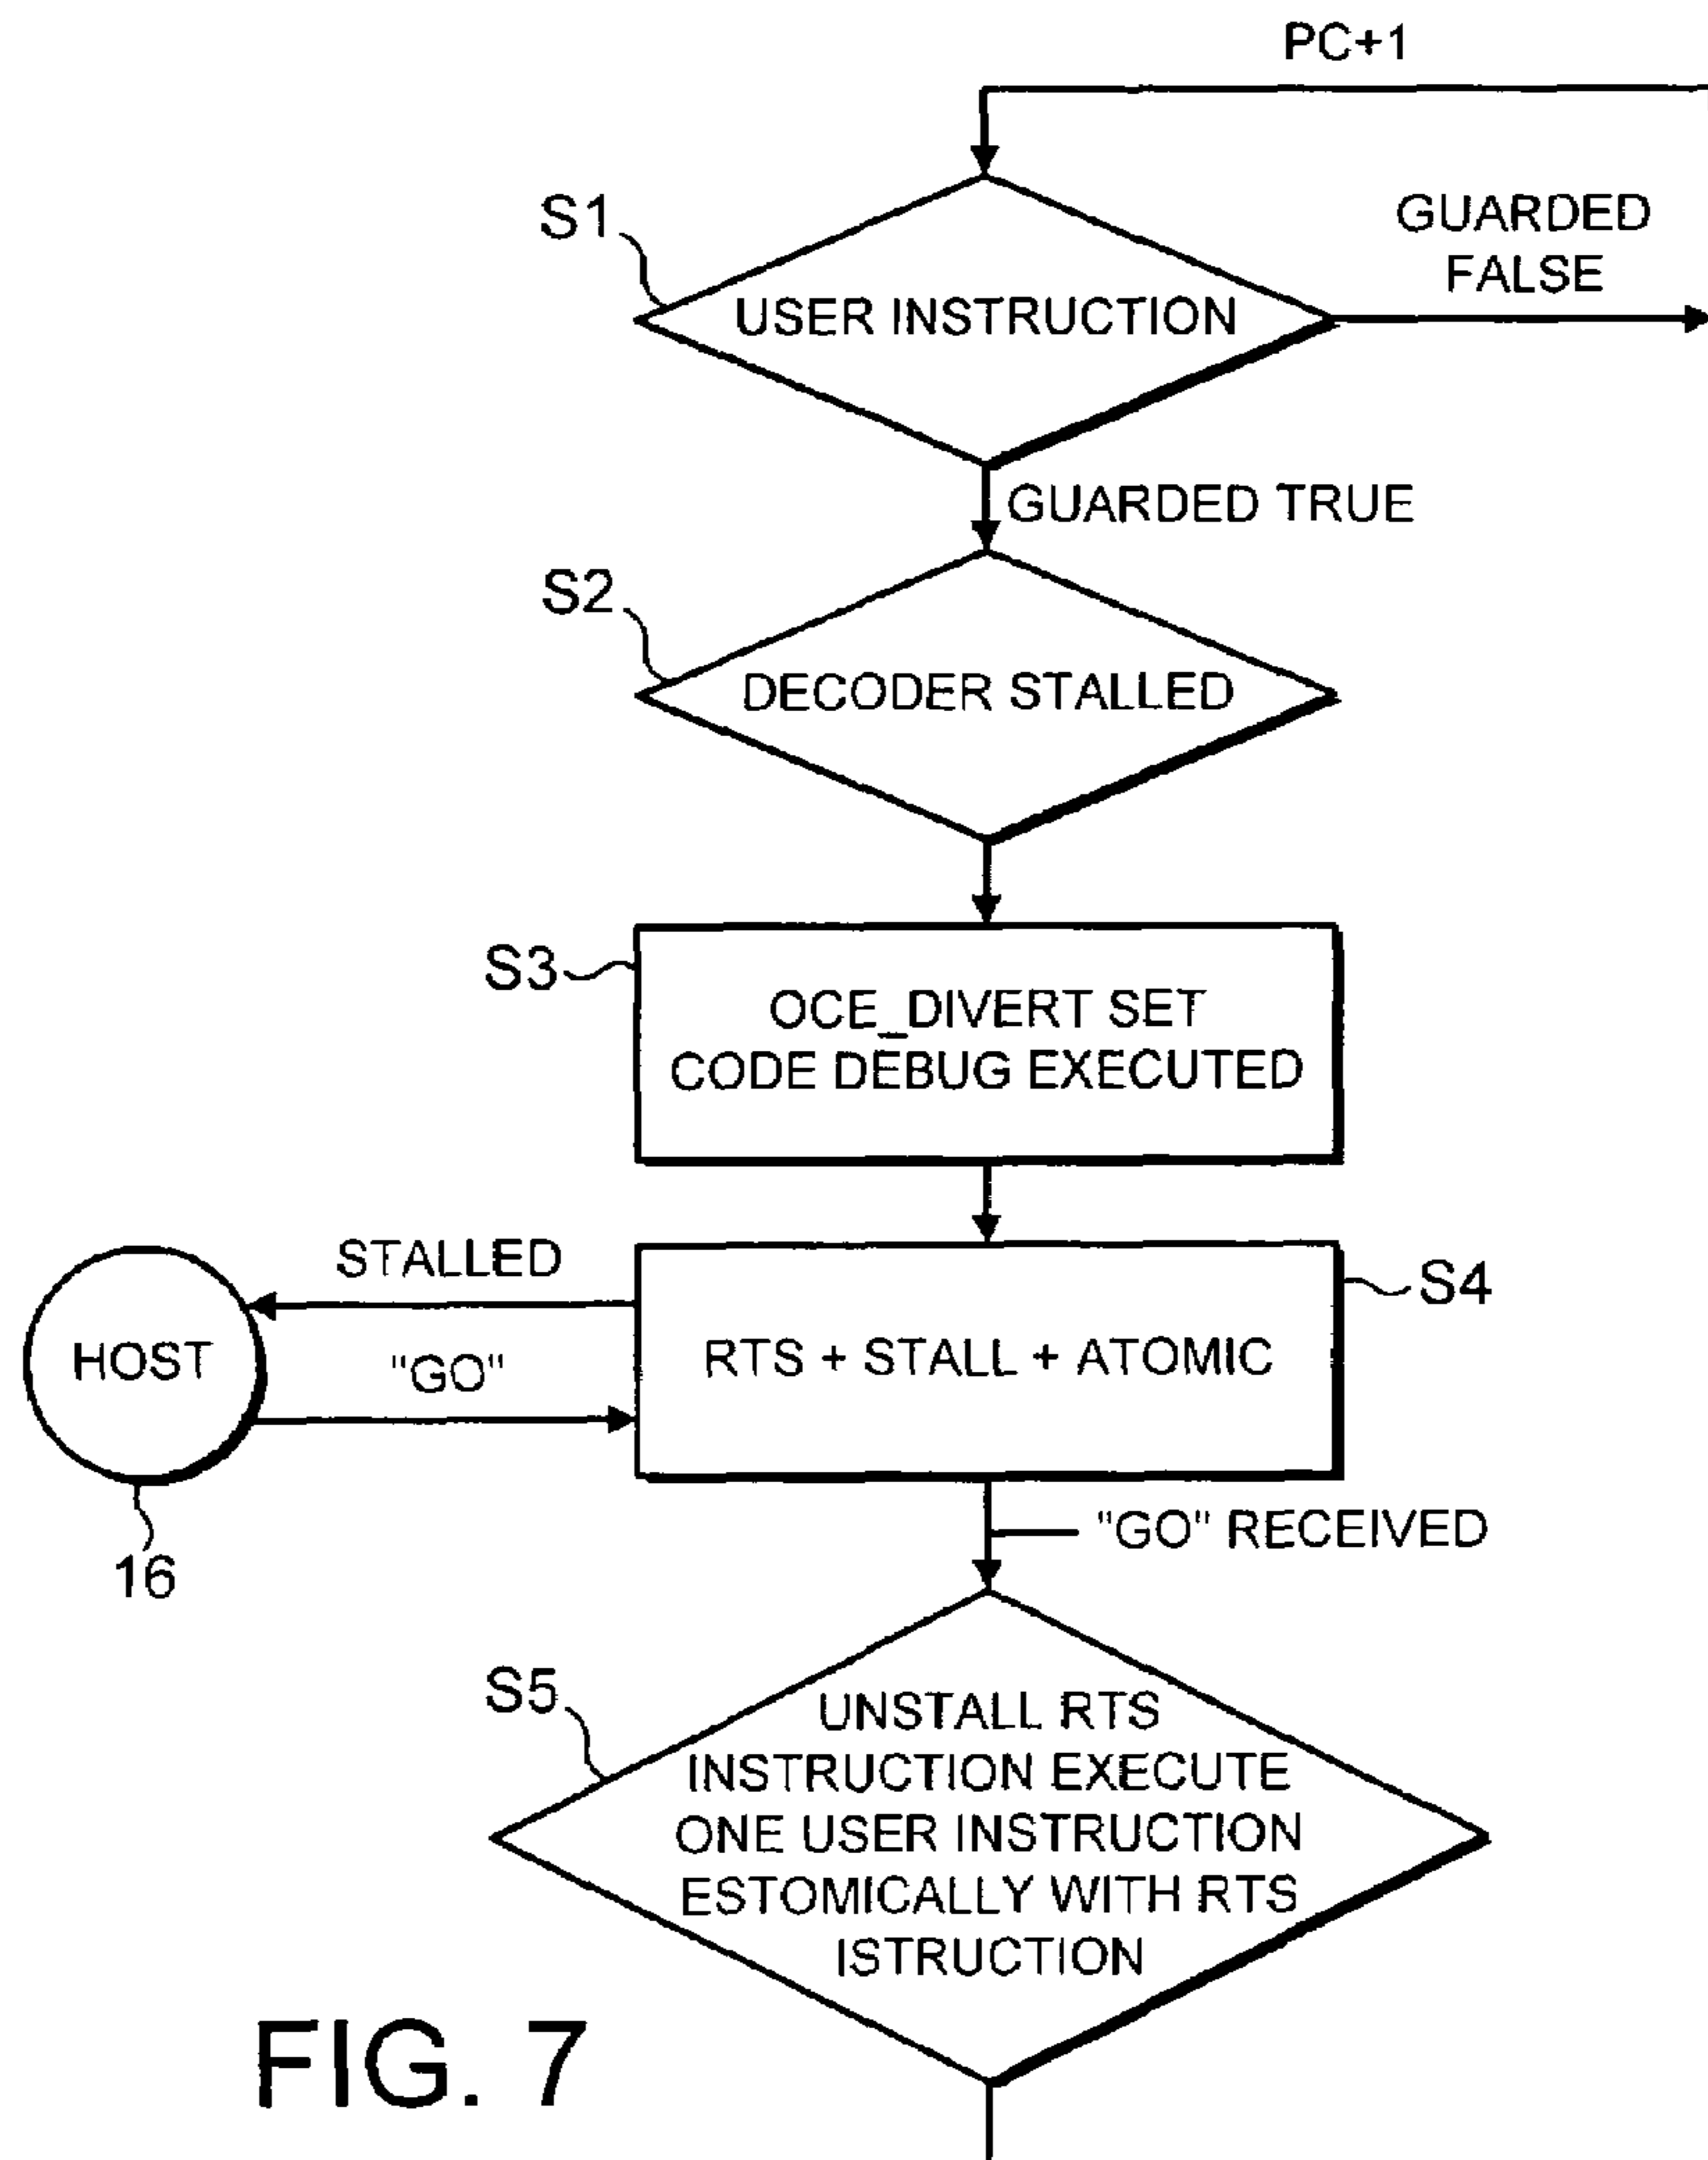 PC+1
S1
USER INSTRUCTION
GUARDED
FALSE
GUARDED TRUE
S2
DECODER STALLED
S3
OCE_DIVERT SET
CODE DEBUG EXECUTED
STALLED
HOST
"GO"
16
RTS + STALL + ATOMIC
S4
"GO" RECEIVED
S5
UNSTALL RTS
INSTRUCTION EXECUTE
ONE USER INSTRUCTION
ESTOMICALLY WITH RTS
ISTRUCTION
FIG. 7